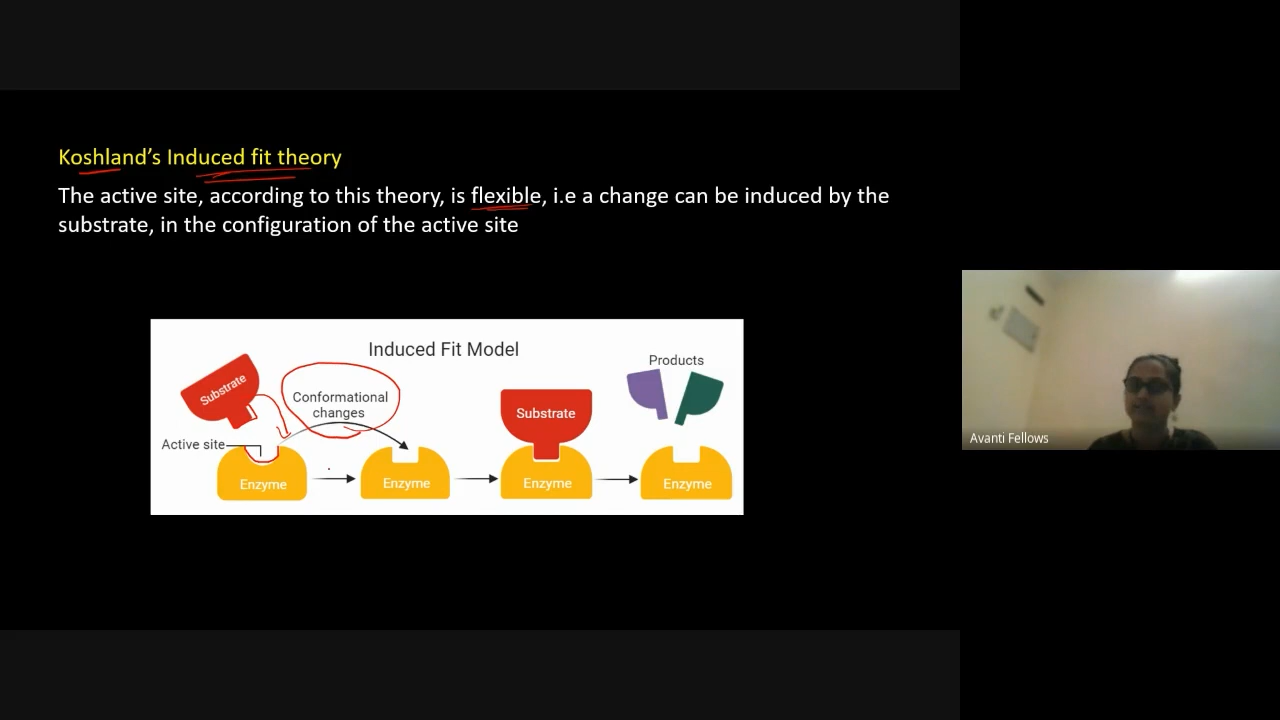 Koshland's Induced fit theory
The active site, according to this theory, is flexible, i.e a change can be induced by the
substrate, in the configuration of the active site
Induced Fit Model
Products
Substrate
Conformational
changes
Substrate
Active site
Enzyme
Enzyme
Enzyme
Enzyme
Avanti Fellows